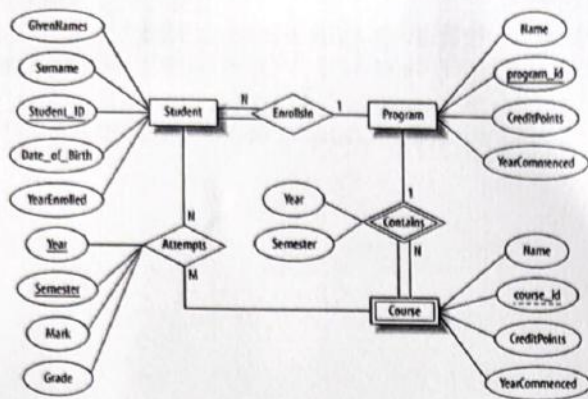 GivenNames
Surname
Student_ID
Date_of_Birth
YearEnrolled
Student
N
EnrollsIn
1
Program
Name
program_id
CreditPoints
YearCommenced
Year
Semester
1
Contains
N
N
Attempts
M
Year
Semester
Mark
Grade
Course
Name
course_id
CreditPoints
YearCommenced